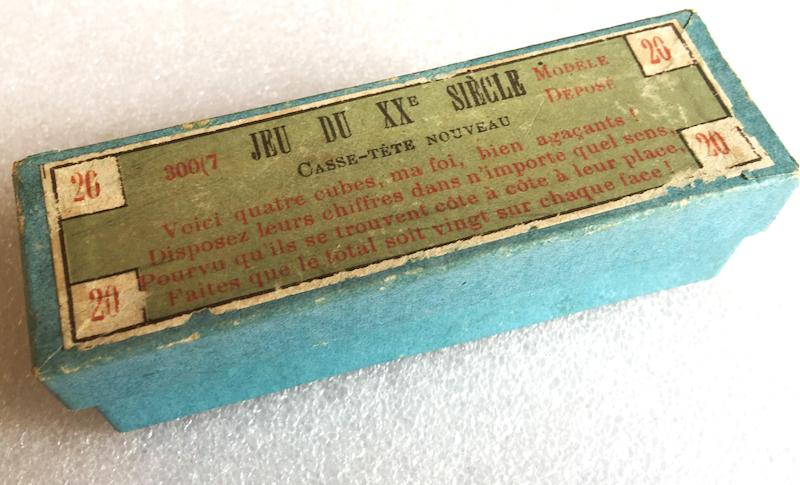 20
JEU DU XXE SIÈCLE
MODÈLE
DÉPOSÉ
26
300(7
CASSE-TÊTE NOUVEAU
Voici quatre cubes, ma foi, bien agaçants !
Disposez leurs chiffres dans n'importe quel sens,
Pourvu qu'ils se trouvent côte à côte à leur place,
Faites que le total soit vingt sur chaque face !
20
20